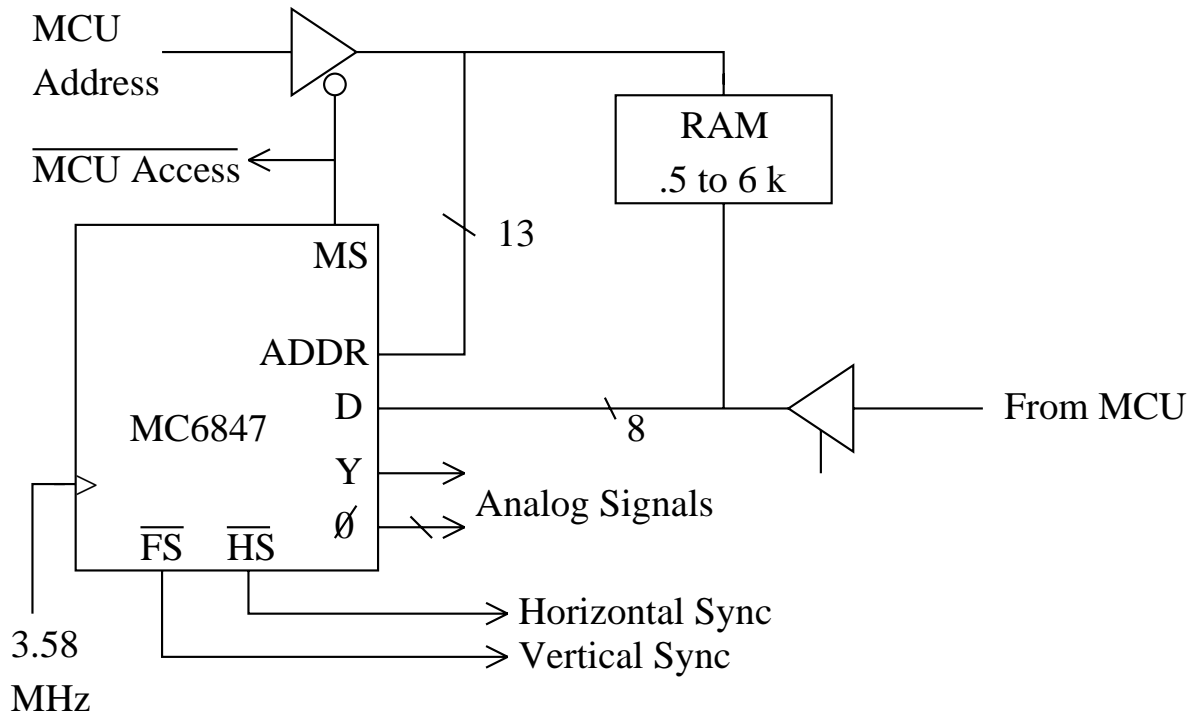 MCU
Address
MCU Access
RAM
.5 to 6 k
MS
13
ADDR
D
8
From MCU
MC6847
Y
Analog Signals
Ø
FS
HS
Horizontal Sync
3.58
Vertical Sync
MHz